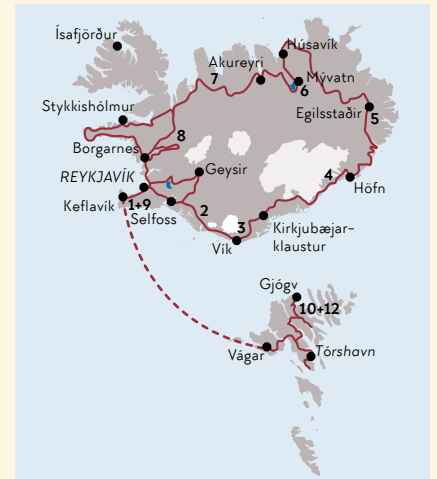 Ísafjörður
Húsavík
Akureyri
7
Mývatn
6
Stykkishólmur
Egilsstaðir
5
8
Borgarnes
Geysir
REYKJAVÍK
4
Höfn
Keflavík
1+9
2
Selfoss
3
Kirkjubæjar-
klaustur
Vík
Gjógv
10+12
Vágar
Tórshavn